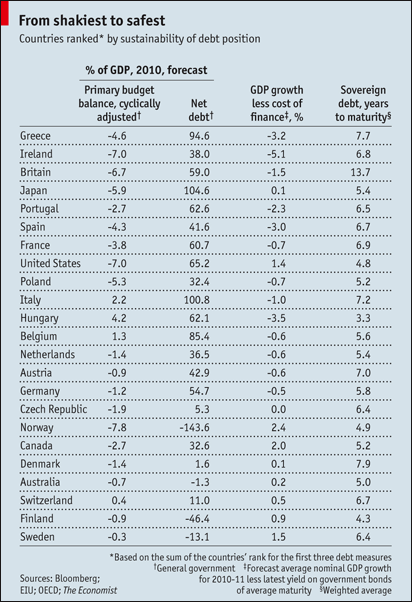 From shakiest to safest
Countries ranked* by sustainability of debt position
% of GDP, 2010, forecast
Primary budget balance, cyclically adjusted† Net debt† GDP growth less cost of finance‡, % Sovereign debt, years to maturity§
Greece -4.6 94.6 -3.2 7.7
Ireland -7.0 38.0 -5.1 6.8
Britain -6.7 59.0 -1.5 13.7
Japan -5.9 104.6 0.1 5.4
Portugal -2.7 62.6 -2.3 6.5
Spain -4.3 41.6 -3.0 6.7
France -3.8 60.7 -0.7 6.9
United States -7.0 65.2 1.4 4.8
Poland -5.3 32.4 -0.7 5.2
Italy 2.2 100.8 -1.0 7.2
Hungary 4.2 62.1 -3.5 3.3
Belgium 1.3 85.4 -0.6 5.6
Netherlands -1.4 36.5 -0.6 5.4
Austria -0.9 42.9 -0.6 7.0
Germany -1.2 54.7 -0.5 5.8
Czech Republic -1.9 5.3 0.0 6.4
Norway -7.8 -143.6 2.4 4.9
Canada -2.7 32.6 2.0 5.2
Denmark -1.4 1.6 0.1 7.9
Australia -0.7 -1.3 0.2 5.0
Switzerland 0.4 11.0 0.5 6.7
Finland -0.9 -46.4 0.9 4.3
Sweden -0.3 -13.1 1.5 6.4
*Based on the sum of the countries' rank for the first three debt measures
†General government ‡Forecast average nominal GDP growth
for 2010-11 less latest yield on government bonds
of average maturity §Weighted average
Sources: Bloomberg;
EIU; OECD; The Economist